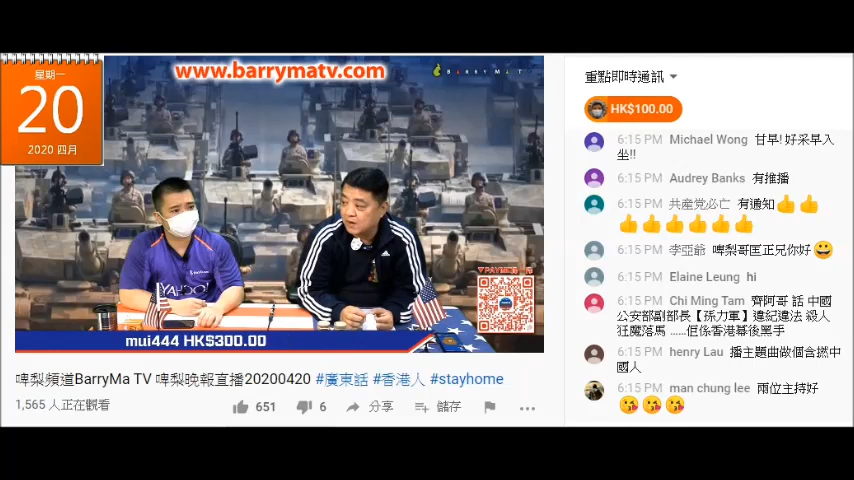 星期一
20
2020 四月
www.barrymatv.com
BARRYMAT
YAHOO!
mui444 HK$300.00
啤梨頻道BarryMa TV 啤梨晚報直播20200420 #廣東話 #香港人 #stayhome
1,565 人正在觀看
651
6
分享
儲存
重點即時通訊
HK$100.00
6:15 PM Michael Wong 甘早! 好采早入
坐!!
6:15 PM Audrey Banks 有推播
6:15 PM 共産党必亡 有通知👍👍
👍👍👍👍👍👍👍
6:15 PM 李亞爺 啤梨哥匡正兄你好😀
6:15 PM Elaine Leung hi
6:15 PM Chi Ming Tam 齊阿哥 話 中國
公安部副部長【孫力軍】違紀違法 殺人
狂魔落馬 ......佢係香港幕後黑手
6:15 PM henry Lau 播主題曲做個含撚中
國人
6:15 PM man chung lee 兩位主持好
😘😘😘